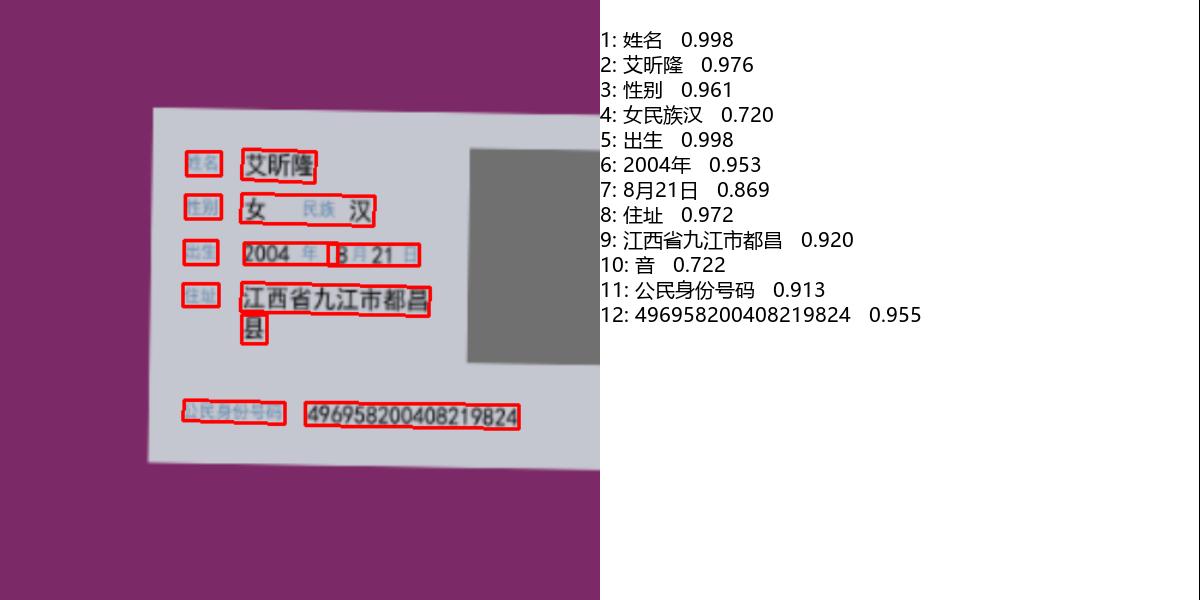 姓名 艾昕隆
性别 女 民族 汉
出生 2004 年 8 月 21 日
住址 江西省九江市都昌
县
公民身份号码 496958200408219824
1: 姓名 0.998
2: 艾昕隆 0.976
3: 性别 0.961
4: 女民族汉 0.720
5: 出生 0.998
6: 2004年 0.953
7: 8月21日 0.869
8: 住址 0.972
9: 江西省九江市都昌 0.920
10: 音 0.722
11: 公民身份号码 0.913
12: 496958200408219824 0.955